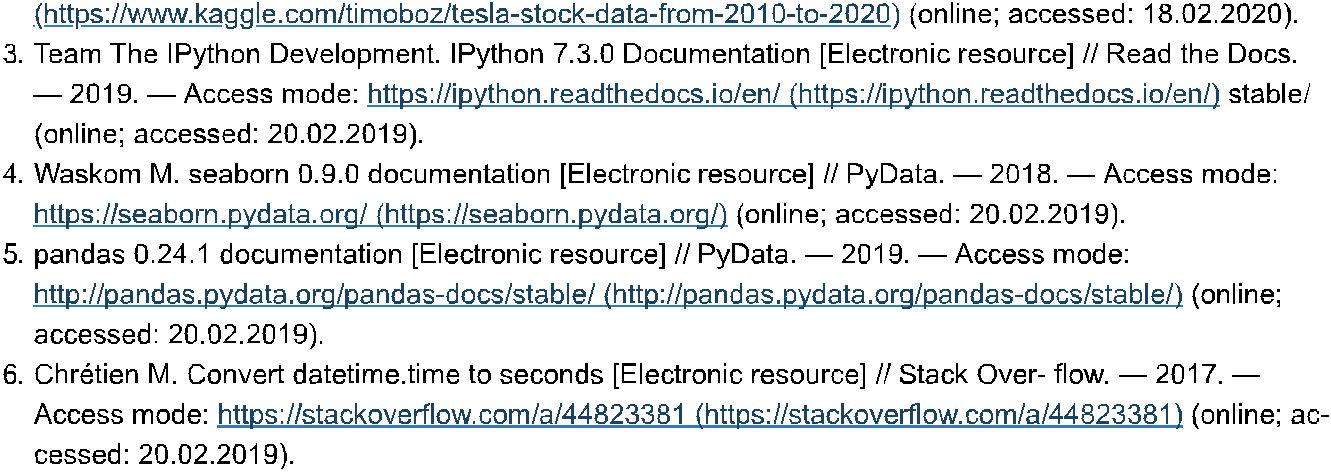 (https://www.kaggle.com/timoboz/tesla-stock-data-from-2010-to-2020) (online; accessed: 18.02.2020).
3. Team The IPython Development. IPython 7.3.0 Documentation [Electronic resource] // Read the Docs.
— 2019. — Access mode: https://ipython.readthedocs.io/en/ (https://ipython.readthedocs.io/en/) stable/
(online; accessed: 20.02.2019).
4. Waskom M. seaborn 0.9.0 documentation [Electronic resource] // PyData. — 2018. — Access mode:
https://seaborn.pydata.org/ (https://seaborn.pydata.org/) (online; accessed: 20.02.2019).
5. pandas 0.24.1 documentation [Electronic resource] // PyData. — 2019. — Access mode:
http://pandas.pydata.org/pandas-docs/stable/ (http://pandas.pydata.org/pandas-docs/stable/) (online;
accessed: 20.02.2019).
6. Chrétien M. Convert datetime.time to seconds [Electronic resource] // Stack Over- flow. — 2017. —
Access mode: https://stackoverflow.com/a/44823381 (https://stackoverflow.com/a/44823381) (online; ac-
cessed: 20.02.2019).